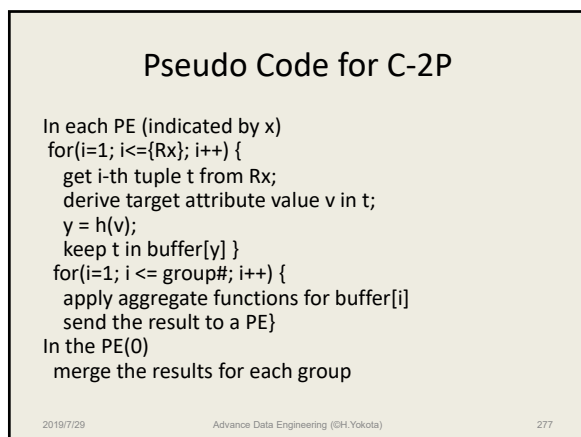 Pseudo Code for C-2P
In each PE (indicated by x)
for(i=1; i<={Rx}; i++) {
get i-th tuple t from Rx;
derive target attribute value v in t;
y = h(v);
keep t in buffer[y] }
for(i=1; i <= group#; i++) {
apply aggregate functions for buffer[i]
send the result to a PE}
In the PE(0)
merge the results for each group
2019/7/29 Advance Data Engineering (©H.Yokota) 277